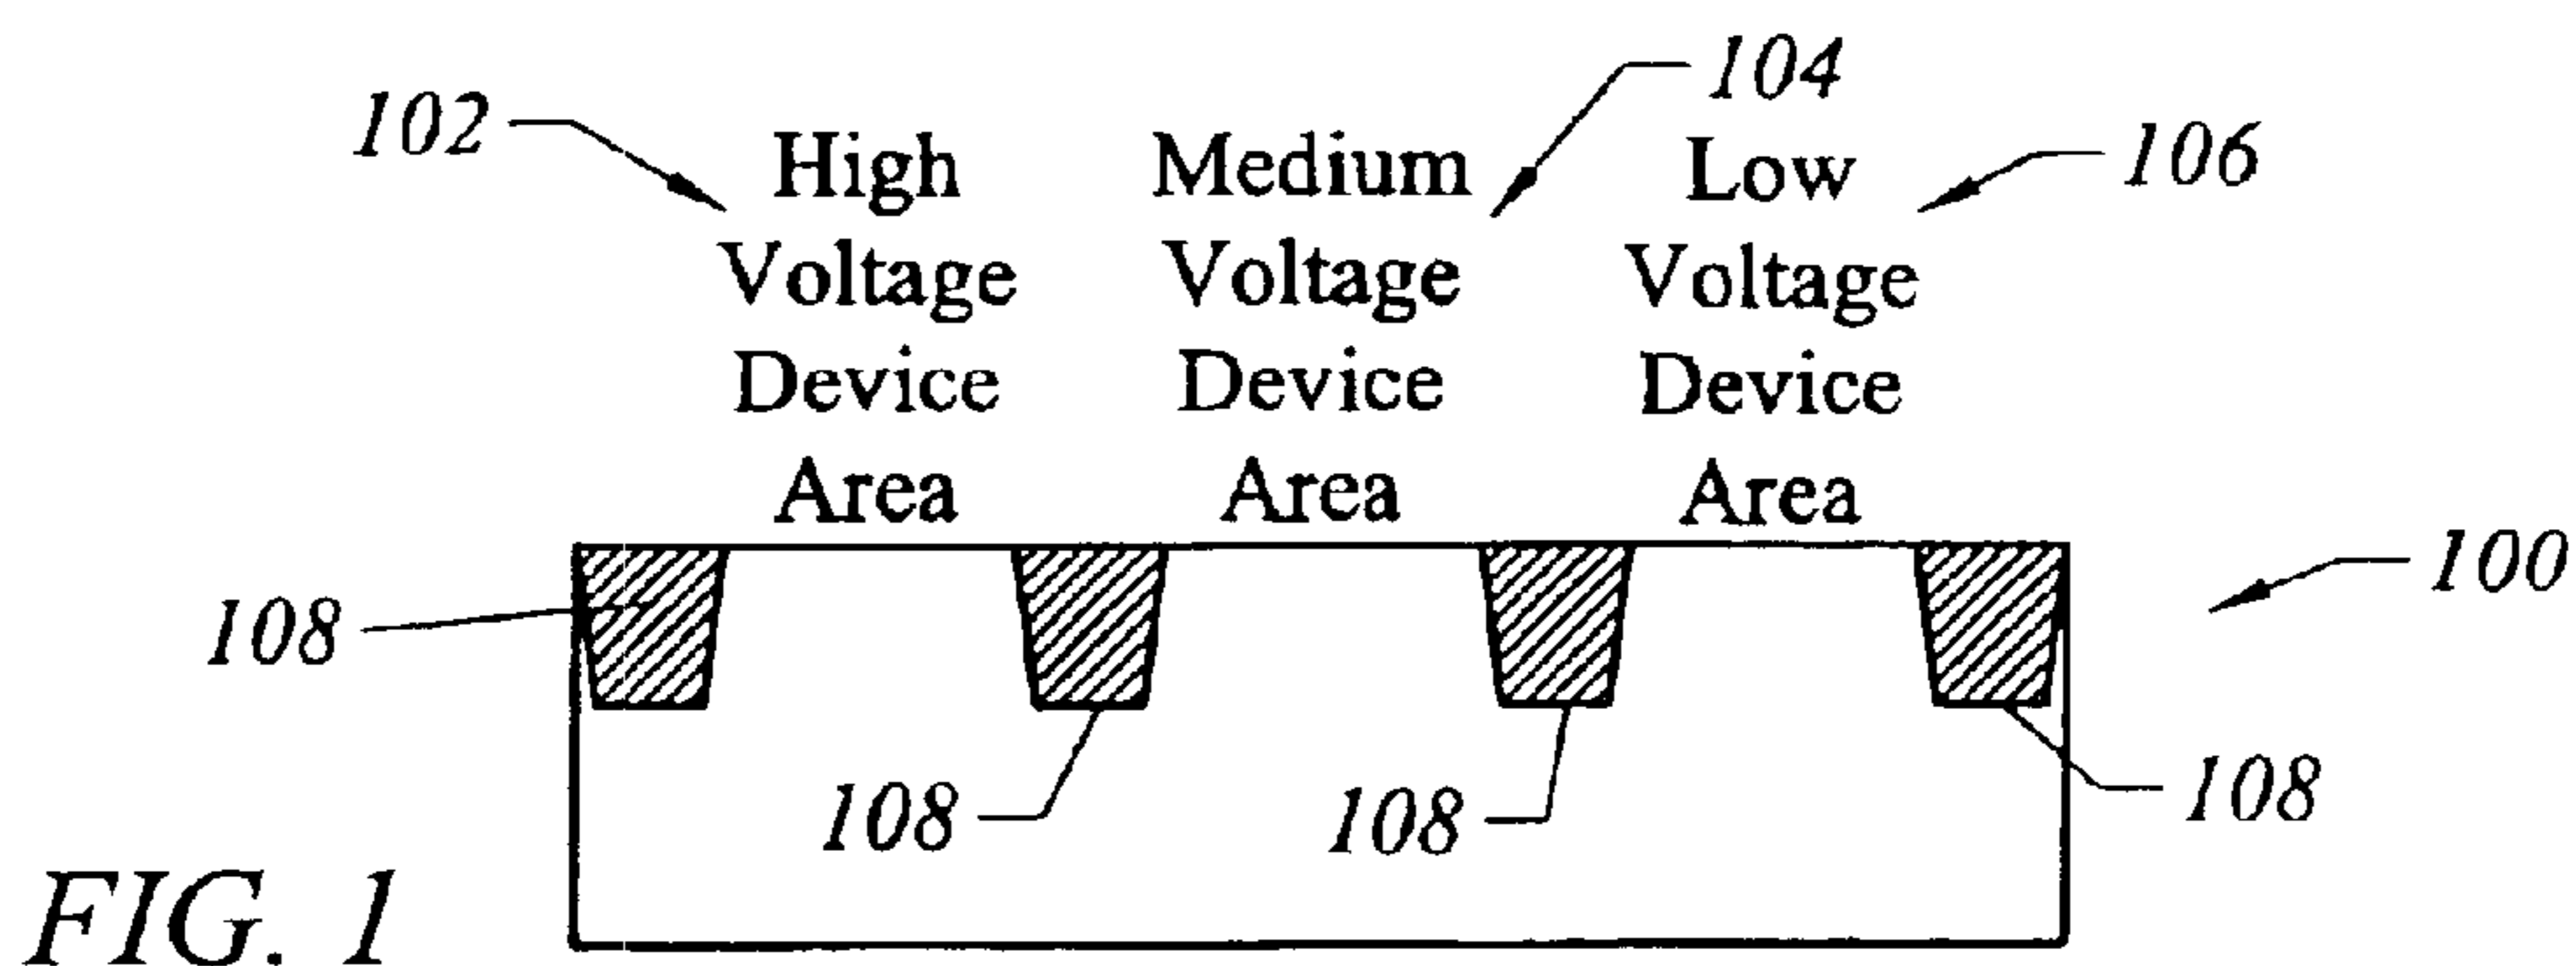 102
High
Voltage
Device
Area
Medium
Voltage
Device
Area
104
Low
Voltage
Device
Area
106
100
108
108
108
108
FIG. 1